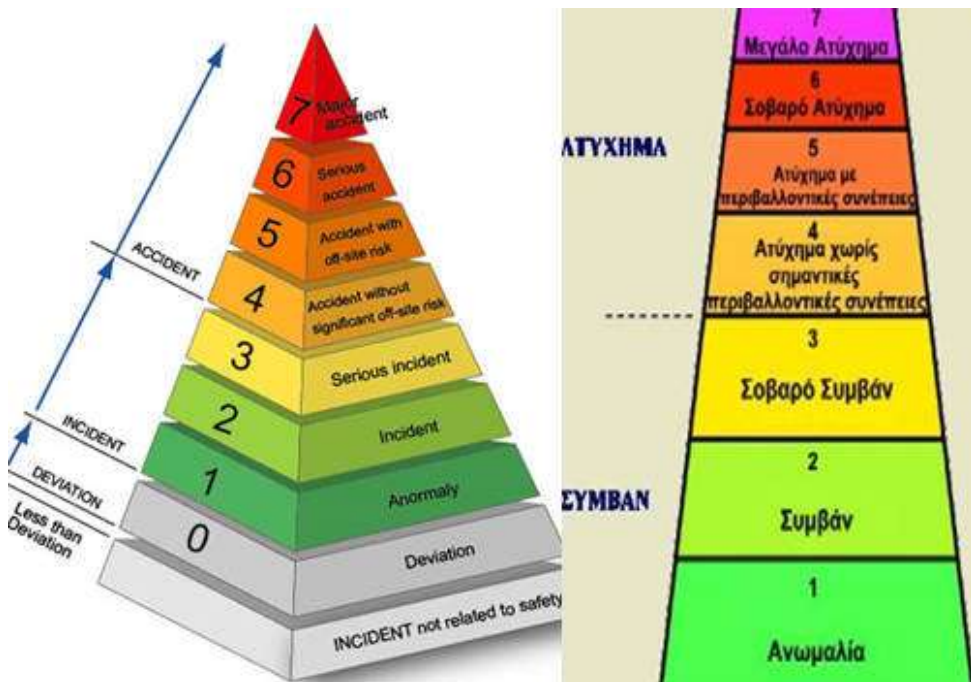 7
Major
accident
6
Serious
accident
5
Accident with
off-site risk
4
Accident without
significant off-site risk
3
Serious incident
2
Incident
1
Anormaly
0
Deviation
INCIDENT not related to safety
ACCIDENT
INCIDENT
DEVIATION
Less than
Deviation
7
Μεγάλο Ατύχημα
6
Σοβαρό Ατύχημα
5
Ατύχημα με
περιβαλλοντικές συνέπειες
4
Ατύχημα χωρίς
σημαντικές
περιβαλλοντικές συνέπειες
3
Σοβαρό Συμβάν
2
Συμβάν
1
Ανωμαλία
ΑΤΥΧΗΜΑ
ΣΥΜΒΑΝ